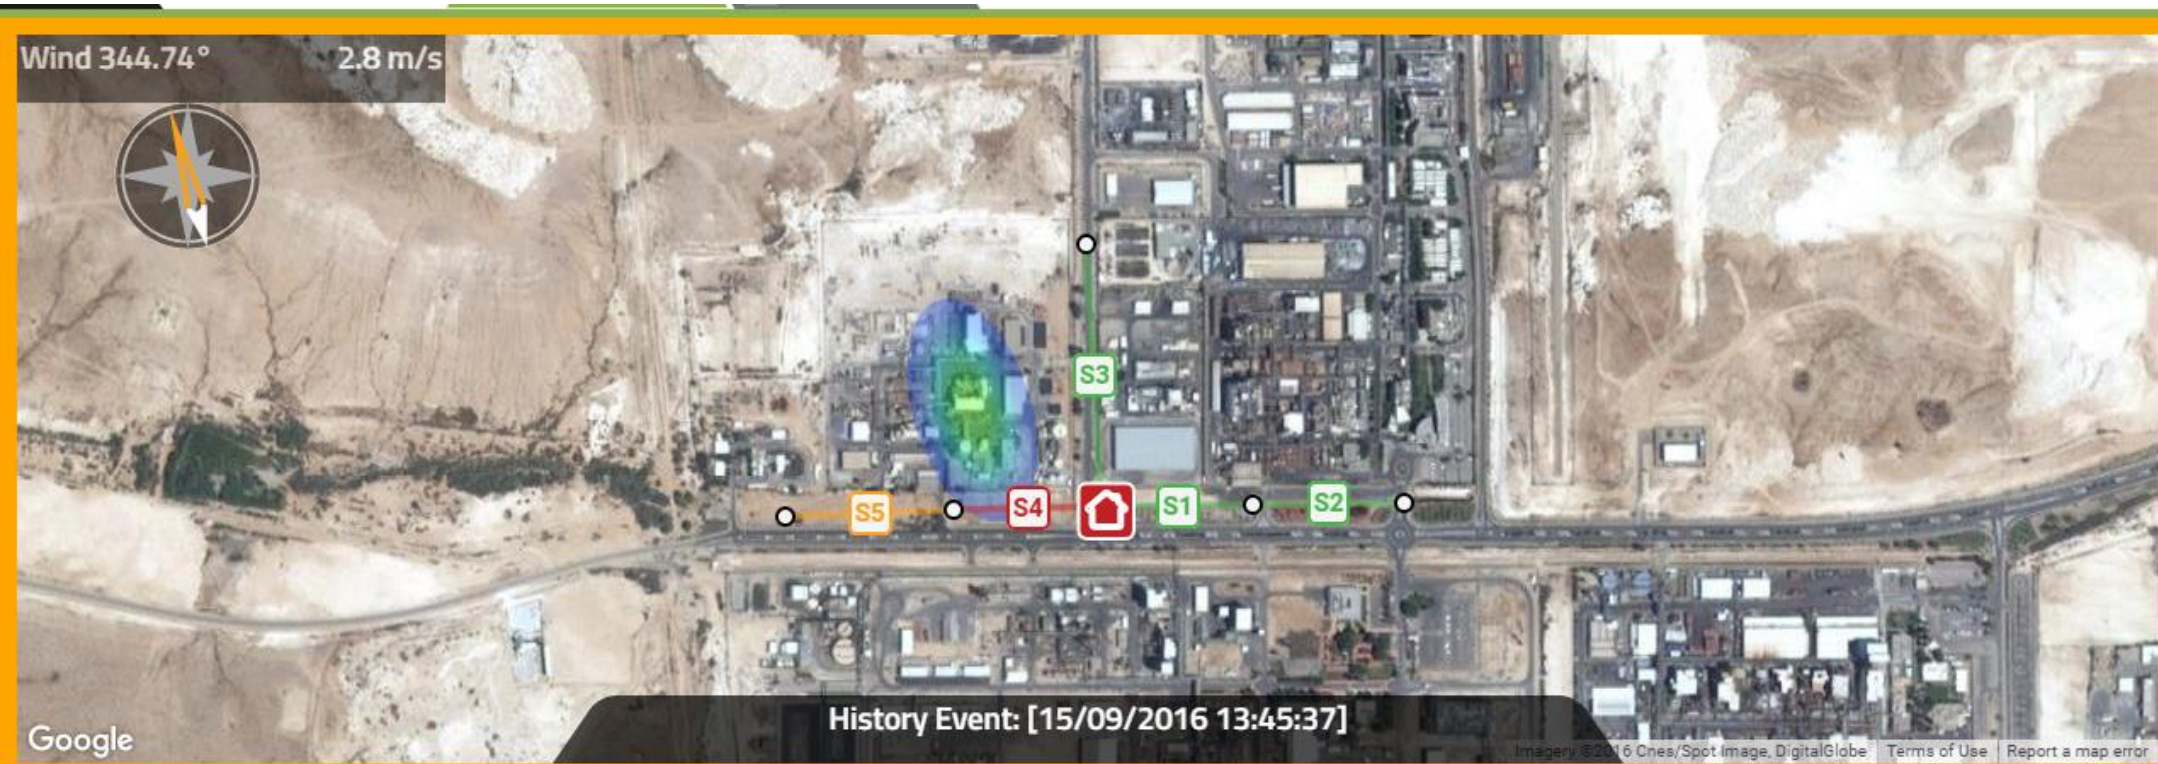 Wind 344.74° 2.8 m/s
S3
S5
S4
S1
S2
History Event: [15/09/2016 13:45:37]
Google
Imagery ©2016 Cnes/Spot Image, DigitalGlobe Terms of Use Report a map error